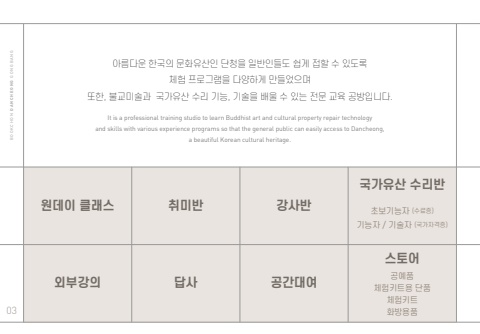 아름다운 한국의 문화유산인 단청을 일반인들도 쉽게 접할 수 있도록
체험 프로그램을 다양하게 만들었으며
또한, 불교미술과 국가유산 수리 기능, 기술을 배울 수 있는 전문 교육 공방입니다.
It is a professional training studio to learn Buddhist art and cultural property repair technology
and skills with various experience programs so that the general public can easily access to Dancheong,
a beautiful Korean cultural heritage.
원데이 클래스
취미반
강사반
국가유산 수리반
초보기능자 (수료증)
기능자 / 기술자 (국가자격증)
외부강의
답사
공간대여
스토어
공예품
체험키트용 단품
체험키트
화방용품
03